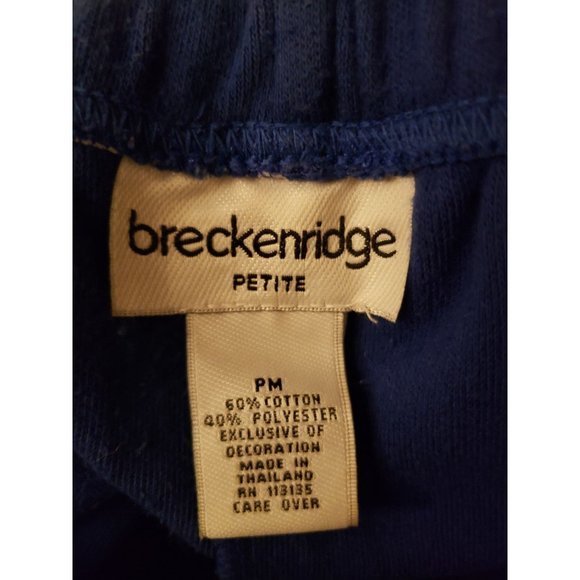 breckenridge
PETITE
PM
60% COTTON
40% POLYESTER
EXCLUSIVE OF
DECORATION
MADE IN
THAILAND
RN 113135
CARE OVER